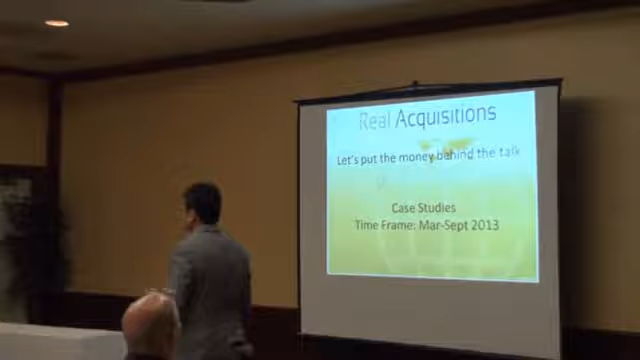 Real Acquisitions
Let's put the money behind the talk
Case Studies
Time Frame: Mar-Sept 2013